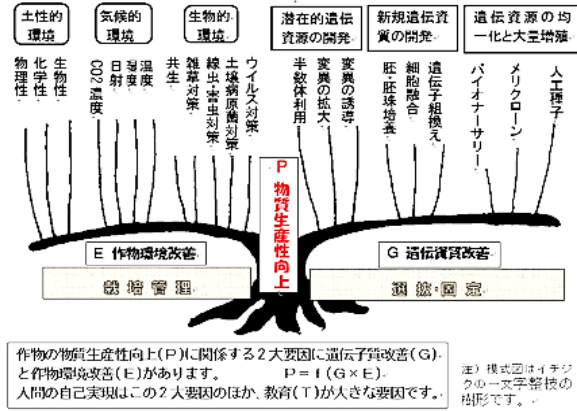 土性的
環境
気候的
環境
生物的
環境
潜在的遺伝
資源の開発
新規遺伝資
質の開発
遺伝資源の均
一化と大量増殖
物理性
化学性
生物性
CO2濃度
日射
湿度
温度
共生
雑草対策
線虫・害虫対策
土壌病原菌対策
ウイルス対策
半数体利用
変異の拡大
変異の誘導
胚・胚珠培養
細胞融合
遺伝子組換え
バイオナーサリー
メリクローン
人工種子
P 物質生産性向上
E 作物環境改善
G 遺伝資質改善
栽培管理
選抜・固定
作物の物質生産性向上(P)に関係する2大要因に遺伝子質改善(G)
と作物環境改善(E)があります。 P=f(G×E)
人間の自己実現はこの2大要因のほか、教育(T)が大きな要因です。
注)模式図はイチジ
クの一文字整枝の
樹形です。